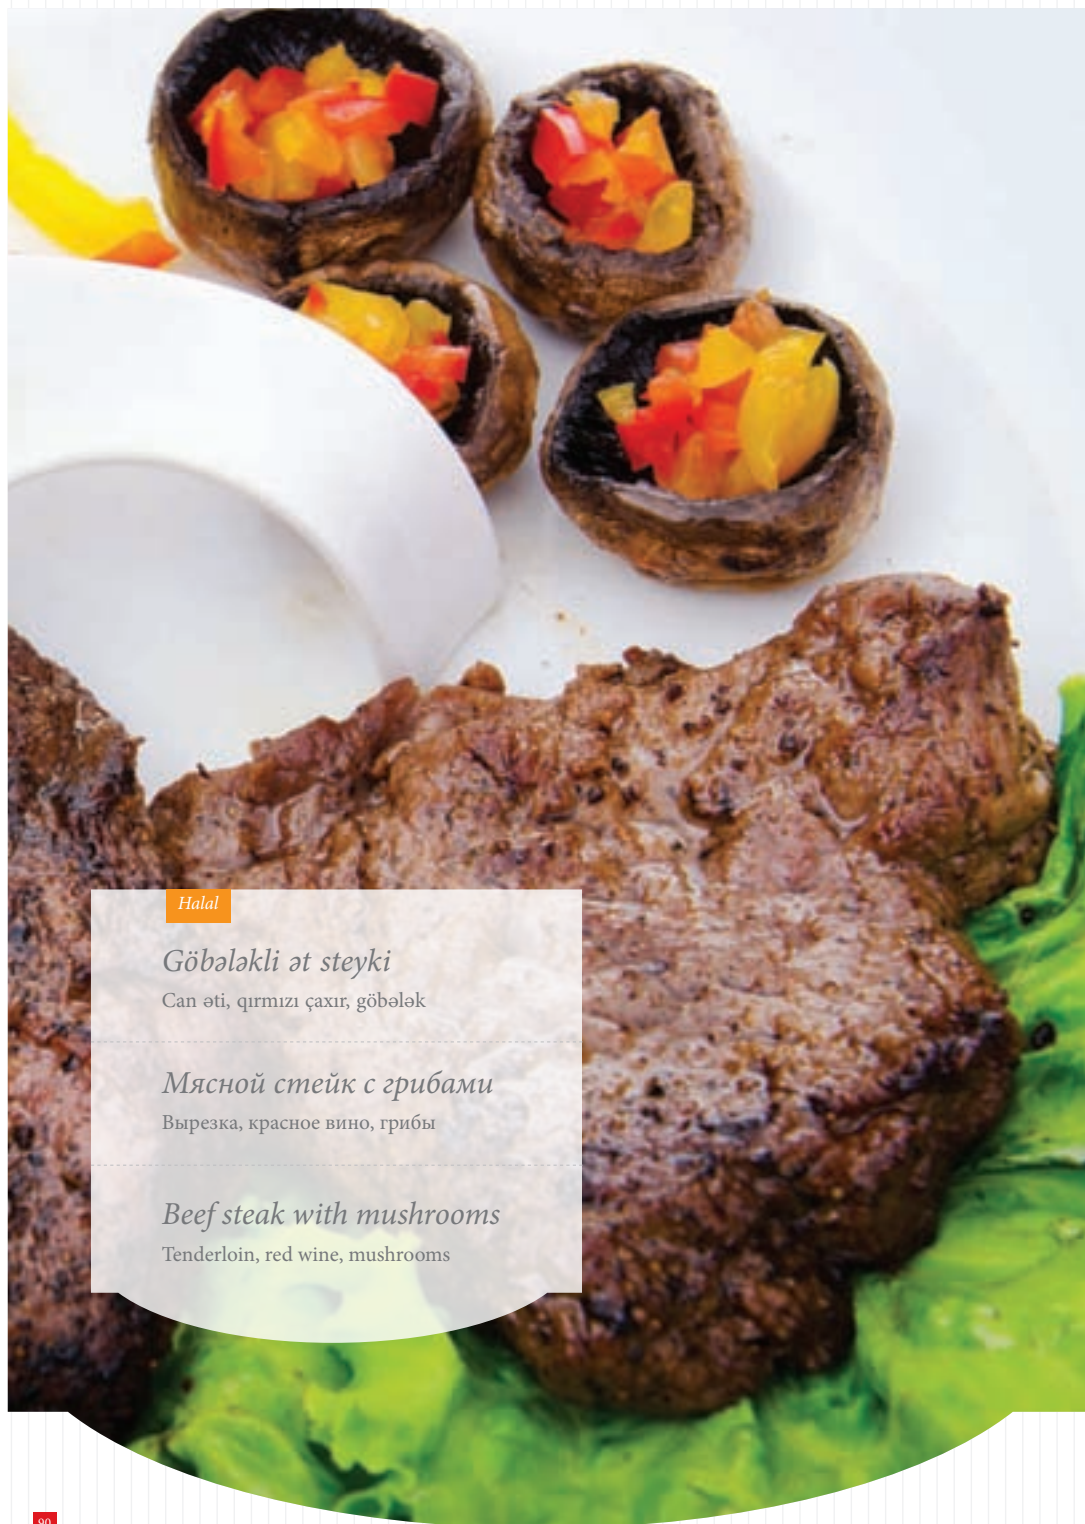 Halal
Göbələkli ət steyki
Can əti, qırmızı çaxır, göbələk
Мясной стейк с грибами
Вырезка, красное вино, грибы
Beef steak with mushrooms
Tenderloin, red wine, mushrooms
90